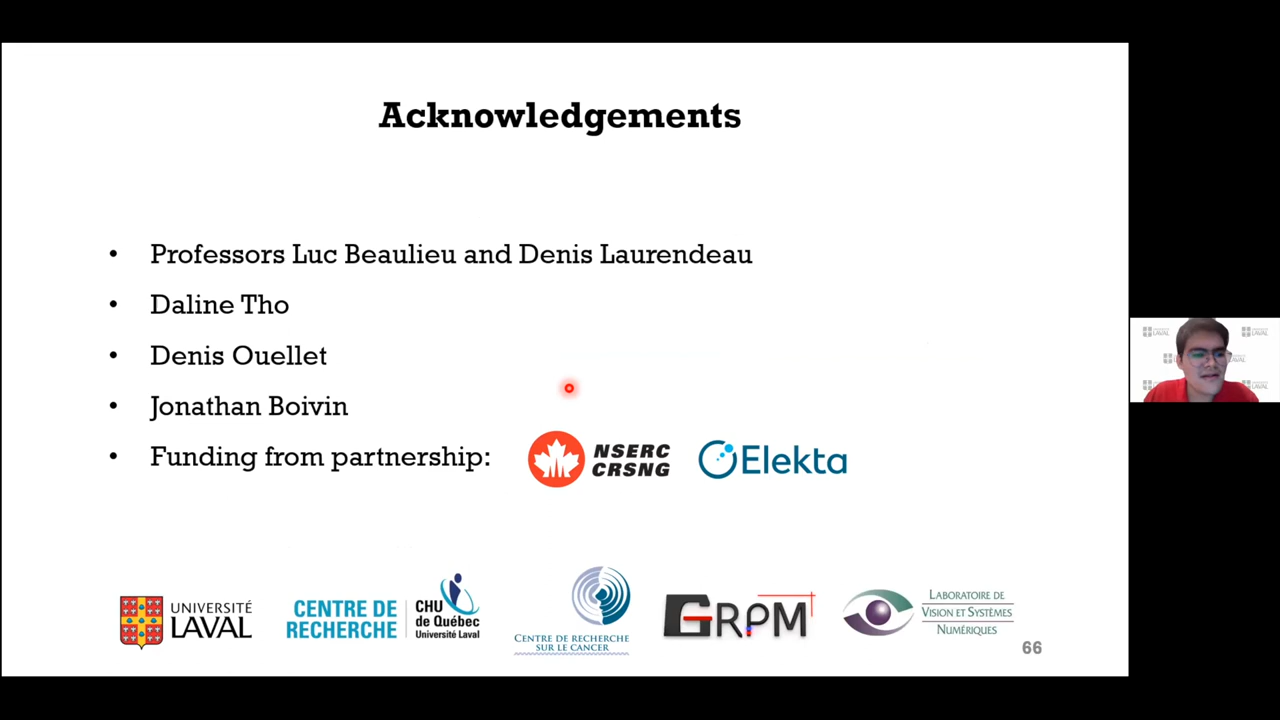 Acknowledgements
• Professors Luc Beaulieu and Denis Laurendeau
• Daline Tho
• Denis Ouellet
• Jonathan Boivin
• Funding from partnership:
NSERC
CRSNG
Elekta
UNIVERSITÉ
LAVAL
CENTRE DE
RECHERCHE
CHU
de Québec
Université Laval
CENTRE DE RECHERCHE
SUR LE CANCER
GRPM
LABORATOIRE DE
VISION ET SYSTÈMES
NUMÉRIQUES
66